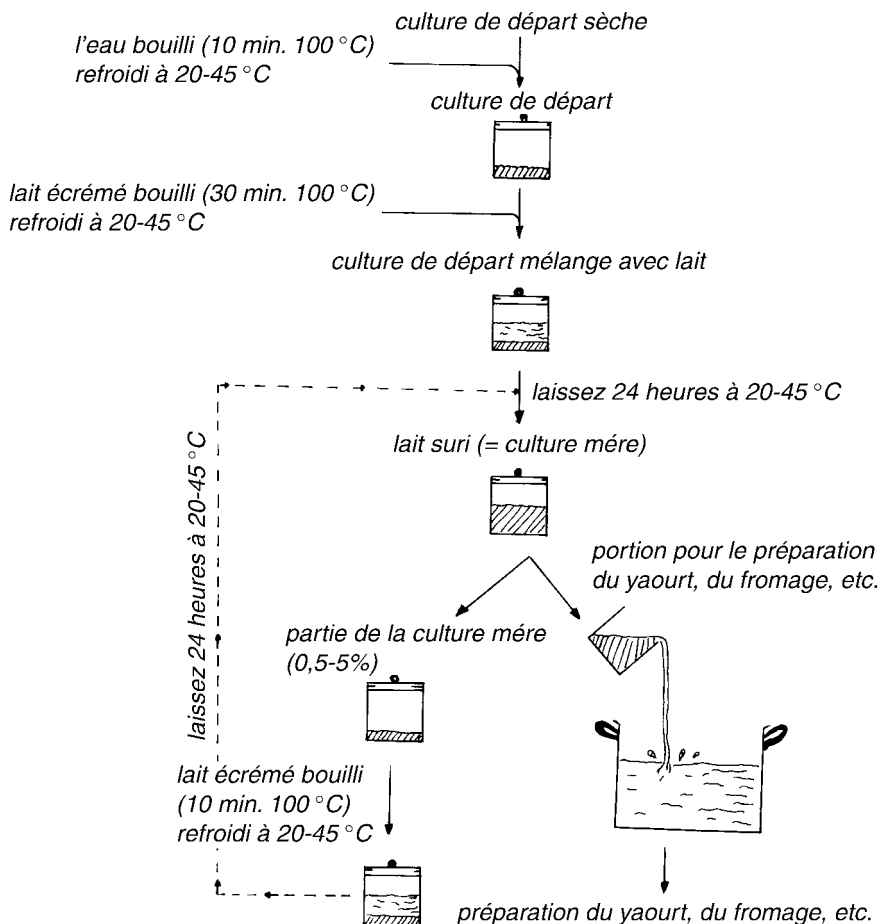 culture de départ sèche
l'eau bouilli (10 min. 100 °C)
refroidi à 20-45 °C
culture de départ
lait écrémé bouilli (30 min. 100 °C)
refroidi à 20-45 °C
culture de départ mélange avec lait
laissez 24 heures à 20-45 °C
lait suri (= culture mére)
laissez 24 heures à 20-45 °C
portion pour le préparation
du yaourt, du fromage, etc.
partie de la culture mére
(0,5-5%)
lait écrémé bouilli
(10 min. 100 °C)
refroidi à 20-45 °C
préparation du yaourt, du fromage, etc.